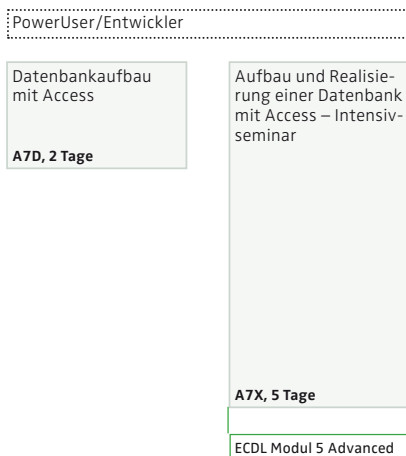 PowerUser/Entwickler
Datenbankaufbau
mit Access
A7D, 2 Tage
Aufbau und Realisie-
rung einer Datenbank
mit Access – Intensiv-
seminar
A7X, 5 Tage
ECDL Modul 5 Advanced